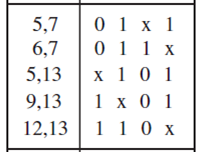 5,7 0 1 x 1
6,7 0 1 1 x
5,13 x 1 0 1
9,13 1 x 0 1
12,13 1 1 0 x